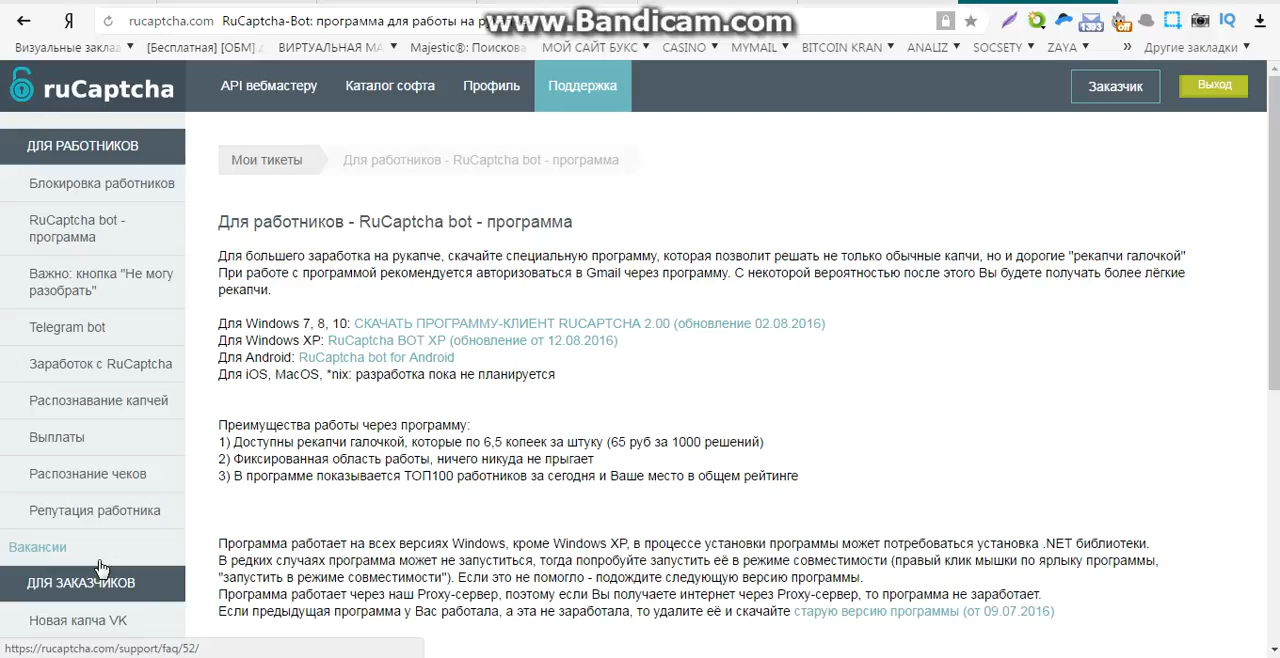 rucaptcha.com RuCaptcha-Bot: программа для работы на
www.Bandicam.com
Визуальные заклад [Бесплатная] [ОБМ] ВИРТУАЛЬНАЯ МА Majestic®: Поискова МОЙ САЙТ БУКС CASINO MYMAIL BITCOIN KRAN ANALIZ SOCSETY ZAYA » Другие закладки
ruCaptcha
API вебмастеру Каталог софта Профиль Поддержка Заказчик Выход
ДЛЯ РАБОТНИКОВ
Блокировка работников
RuCaptcha bot -
программа
Важно: кнопка "Не могу
разобрать"
Telegram bot
Заработок с RuCaptcha
Распознавание капчей
Выплаты
Распознание чеков
Репутация работника
Вакансии
ДЛЯ ЗАКАЗЧИКОВ
Новая капча VK
Мои тикеты Для работников - RuCaptcha bot - программа
Для работников - RuCaptcha bot - программа
Для большего заработка на рукапче, скачайте специальную программу, которая позволит решать не только обычные капчи, но и дорогие "рекапчи галочкой"
При работе с программой рекомендуется авторизоваться в Gmail через программу. С некоторой вероятностью после этого Вы будете получать более лёгкие
рекапчи.
Для Windows 7, 8, 10: СКАЧАТЬ ПРОГРАММУ-КЛИЕНТ RUCAPTCHA 2.00 (обновление 02.08.2016)
Для Windows XP: RuCaptcha BOT XP (обновление от 12.08.2016)
Для Android: RuCaptcha bot for Android
Для iOS, MacOS, *nix: разработка пока не планируется
Преимущества работы через программу:
1) Доступны рекапчи галочкой, которые по 6,5 копеек за штуку (65 руб за 1000 решений)
2) Фиксированная область работы, ничего никуда не прыгает
3) В программе показывается ТОП100 работников за сегодня и Ваше место в общем рейтинге
Программа работает на всех версиях Windows, кроме Windows XP, в процессе установки программы может потребоваться установка .NET библиотеки.
В редких случаях программа может не запуститься, тогда попробуйте запустить её в режиме совместимости (правый клик мышки по ярлыку программы,
"запустить в режиме совместимости"). Если это не помогло - подождите следующую версию программы.
Программа работает через наш Proxy-сервер, поэтому если Вы получаете интернет через Proxy-сервер, то программа не заработает.
Если предыдущая программа у Вас работала, а эта не заработала, то удалите её и скачайте старую версию программы (от 09.07.2016)
https://rucaptcha.com/support/faq/52/